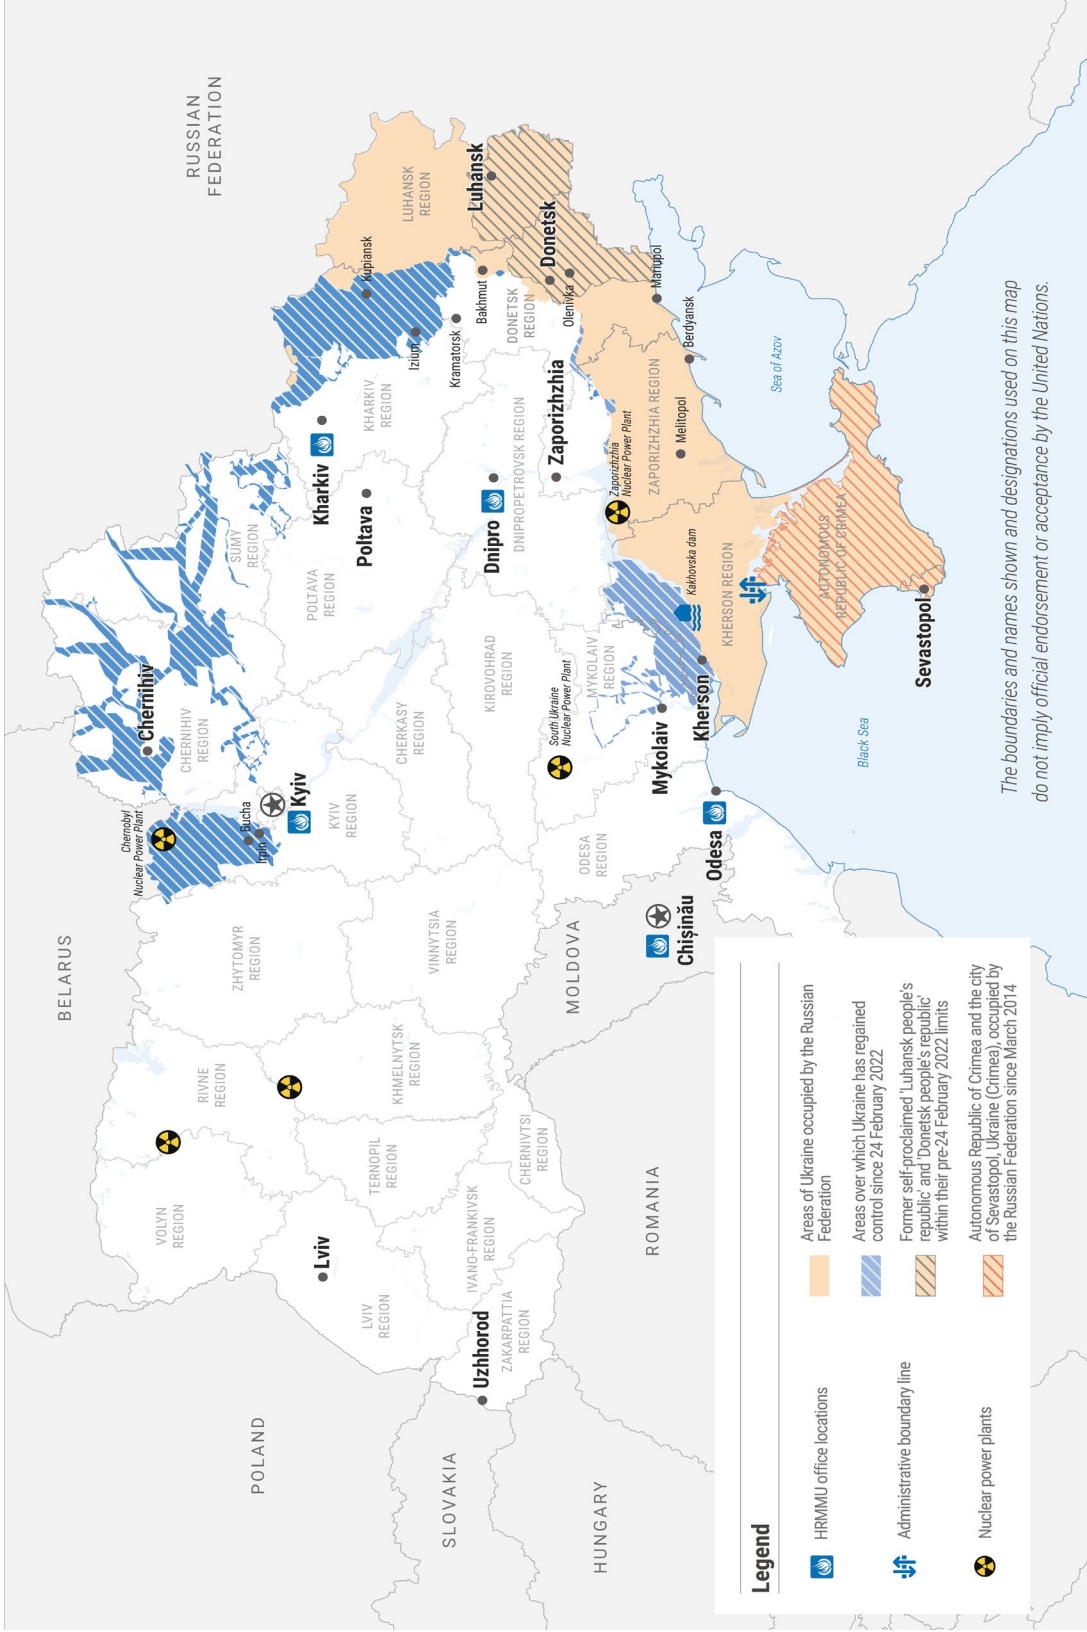 BELARUS
RUSSIAN
FEDERATION
POLAND
SLOVAKIA
HUNGARY
ROMANIA
MOLDOVA
VOLYN
REGION
RIVNE
REGION
ZHYTOMYR
REGION
Chernobyl
Nuclear Power Plant
Bucha
Irpin
Kyiv
KYIV
REGION
Chernihiv
CHERNIHIV
REGION
SUMY
REGION
Lviv
LVIV
REGION
TERNOPIL
REGION
KHMELNYTSK
REGION
VINNYTSIA
REGION
CHERKASY
REGION
POLTAVA
REGION
Poltava
Kharkiv
KHARKIV
REGION
Kupiansk
Izium
Kramatorsk
Bakhmut
LUHANSK
REGION
Luhansk
DONETSK
REGION
Donetsk
Olenivka
Mariupol
Berdyansk
Uzhhorod
ZAKARPATTIA
REGION
IVANO-FRANKIVSK
REGION
CHERNIVTSI
REGION
KIROVOHRAD
REGION
Dnipro
DNIPROPETROVSK REGION
Zaporizhzhia
Zaporizhzhia
Nuclear Power Plant
ZAPORIZHZHIA REGION
Melitopol
ODESA
REGION
South Ukraine
Nuclear Power Plant
MYKOLAIV
REGION
Mykolaiv
Kherson
KHERSON REGION
Kakhovska dam
Odesa
Chișinău
AUTONOMOUS
REPUBLIC OF CRIMEA
Sevastopol
Sea of Azov
Black Sea
Legend
HRMMU office locations
Administrative boundary line
Nuclear power plants
Areas of Ukraine occupied by the Russian
Federation
Areas over which Ukraine has regained
control since 24 February 2022
Former self-proclaimed 'Luhansk people's
republic' and 'Donetsk people's republic'
within their pre-24 February 2022 limits
Autonomous Republic of Crimea and the city
of Sevastopol, Ukraine (Crimea), occupied by
the Russian Federation since March 2014
The boundaries and names shown and designations used on this map
do not imply official endorsement or acceptance by the United Nations.